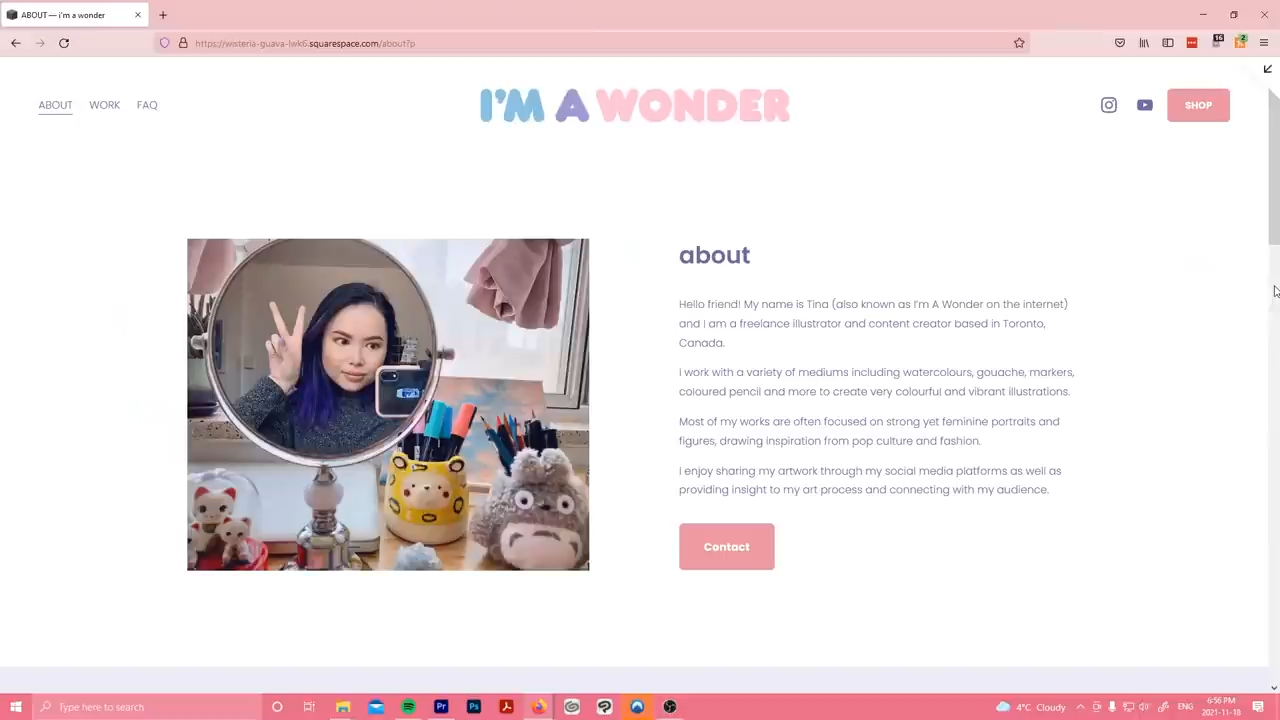 ABOUT — i'm a wonder
https://wisteria-guava-lwk6.squarespace.com/about?p
16
2
ABOUT WORK FAQ
I'M A WONDER
SHOP
about
Hello friend! My name is Tina (also known as I'm A Wonder on the internet)
and I am a freelance illustrator and content creator based in Toronto,
Canada.
I work with a variety of mediums including watercolours, gouache, markers,
coloured pencil and more to create very colourful and vibrant illustrations.
Most of my works are often focused on strong yet feminine portraits and
figures, drawing inspiration from pop culture and fashion.
I enjoy sharing my artwork through my social media platforms as well as
providing insight to my art process and connecting with my audience.
Contact
Type here to search
Pr
Ps
4°C Cloudy
ENG
6:56 PM
2021-11-18